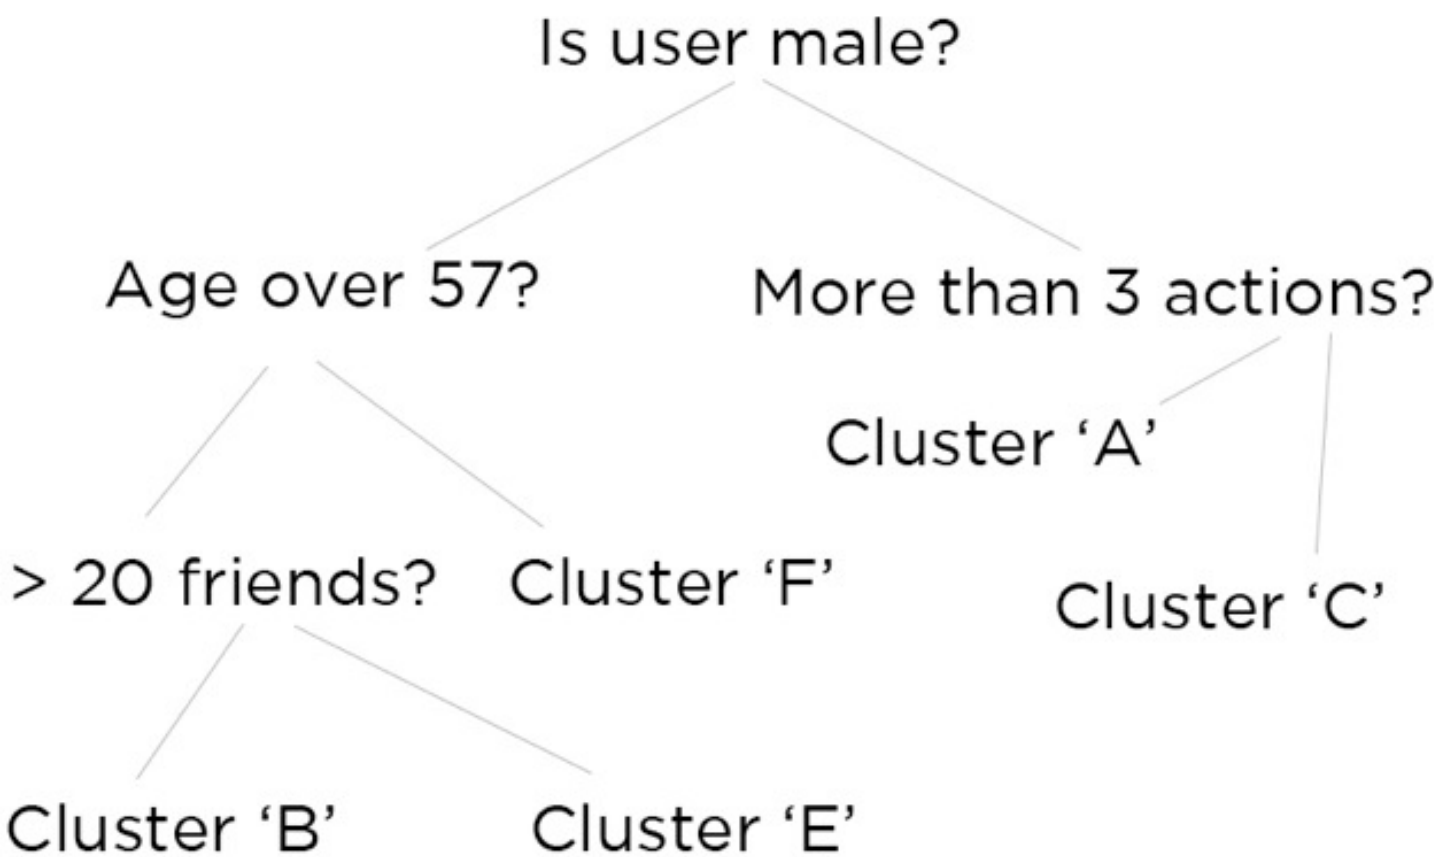 Is user male?
Age over 57?
More than 3 actions?
Cluster ‘A’
> 20 friends?
Cluster ‘F’
Cluster ‘C’
Cluster ‘B’
Cluster ‘E’